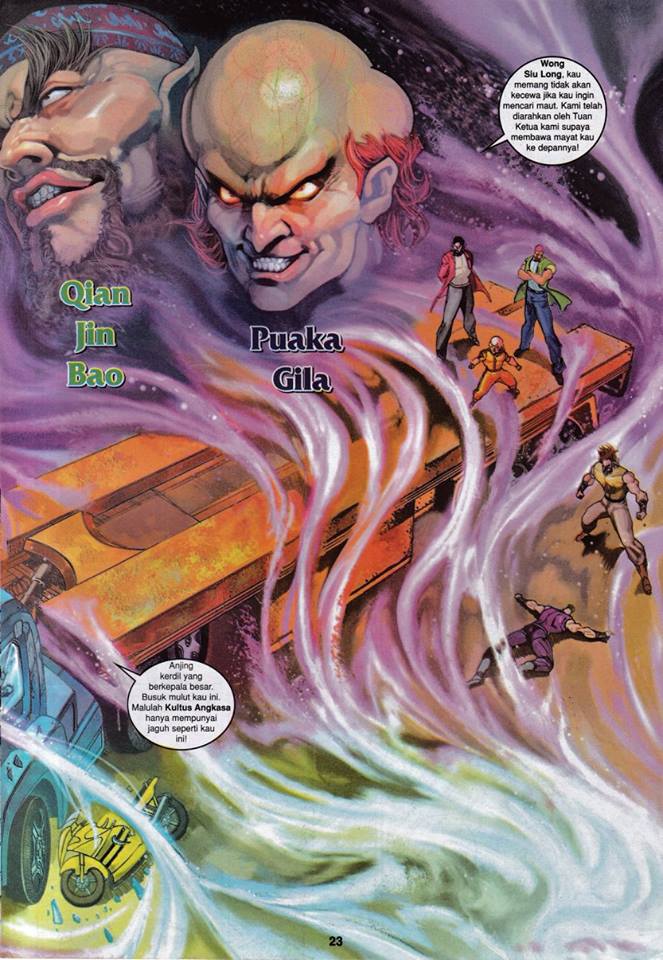 Wong
Siu Long, kau
memang tidak akan
kecewa jika kau ingin
mencari maut. Kami telah
diarahkan oleh Tuan
Ketua kami supaya
membawa mayat kau
ke depannya!
Qian
Jin
Bao
Puaka
Gila
Anjing
kerdil yang
berkepala besar.
Busuk mulut kau ini.
Malulah Kultus Angkasa
hanya mempunyai
jaguh seperti kau
ini!
23